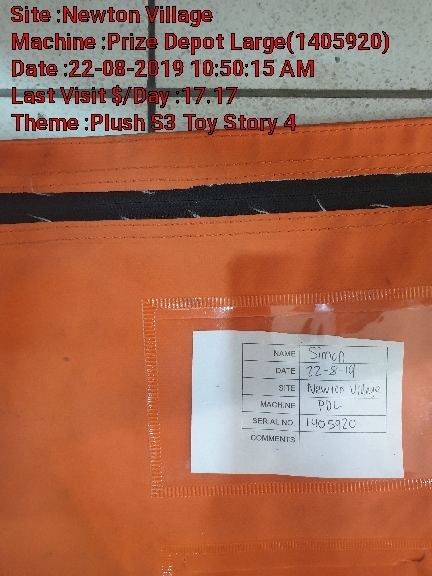 Site :Newton Village
Machine :Prize Depot Large(1405920)
Date :22-08-2019 10:50:15 AM
Last Visit $/Day :17.17
Theme :Plush S3 Toy Story 4
NAME Simon
DATE 22-8-19
SITE Newton Village
MACHINE PDL
SERIAL NO. 1405920
COMMENTS